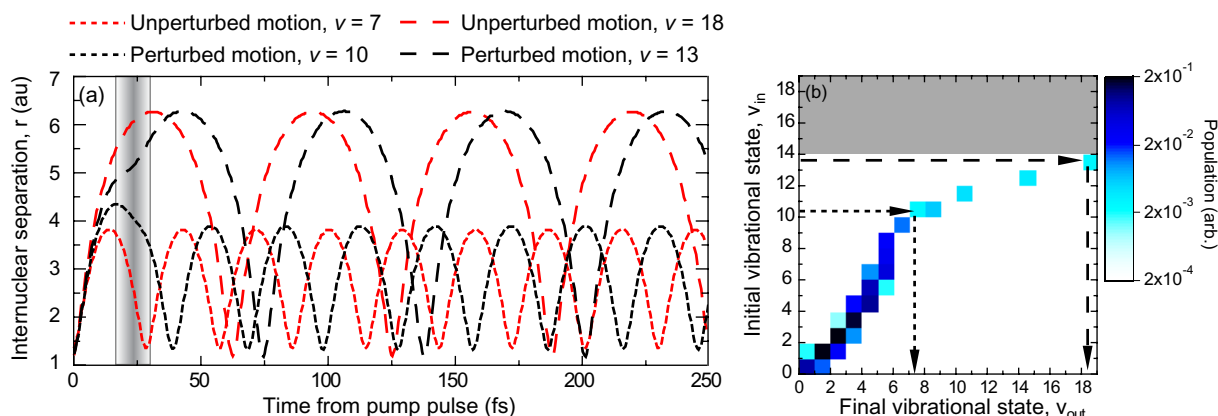 Unperturbed motion, v = 7
Unperturbed motion, v = 18
Perturbed motion, v = 10
Perturbed motion, v = 13
(a)
Internuclear separation, r (au)
7
6
5
4
3
2
1
0
50
100
150
200
250
Time from pump pulse (fs)
(b)
Initial vibrational state, v_in
18
16
14
12
10
8
6
4
2
0
0
2
4
6
8
10
12
14
16
18
Final vibrational state, v_out
2x10⁻¹
2x10⁻²
2x10⁻³
2x10⁻⁴
Population (arb.)